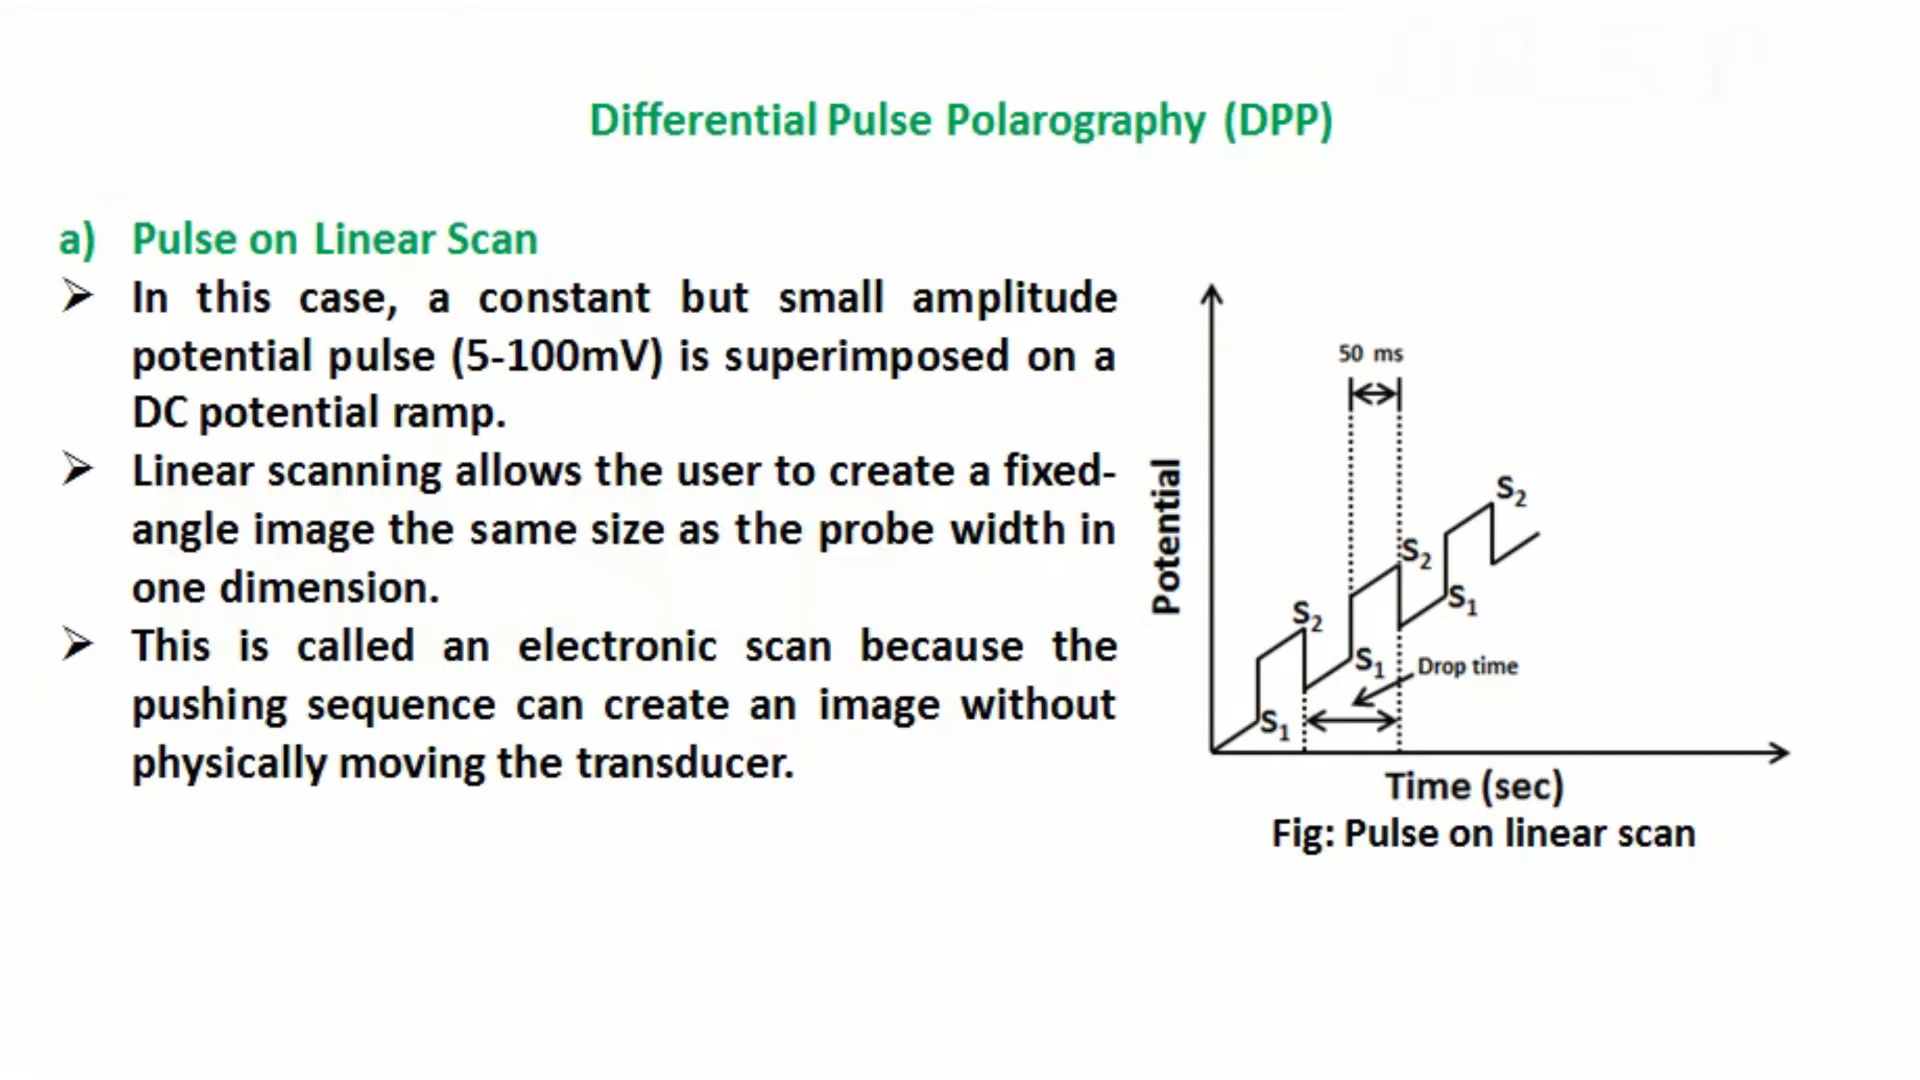 Differential Pulse Polarography (DPP)
a) Pulse on Linear Scan
➢ In this case, a constant but small amplitude
potential pulse (5-100mV) is superimposed on a
DC potential ramp.
➢ Linear scanning allows the user to create a fixed-
angle image the same size as the probe width in
one dimension.
➢ This is called an electronic scan because the
pushing sequence can create an image without
physically moving the transducer.
50 ms
S2
S2
S2
S1
S1
S1
Drop time
Potential
Time (sec)
Fig: Pulse on linear scan